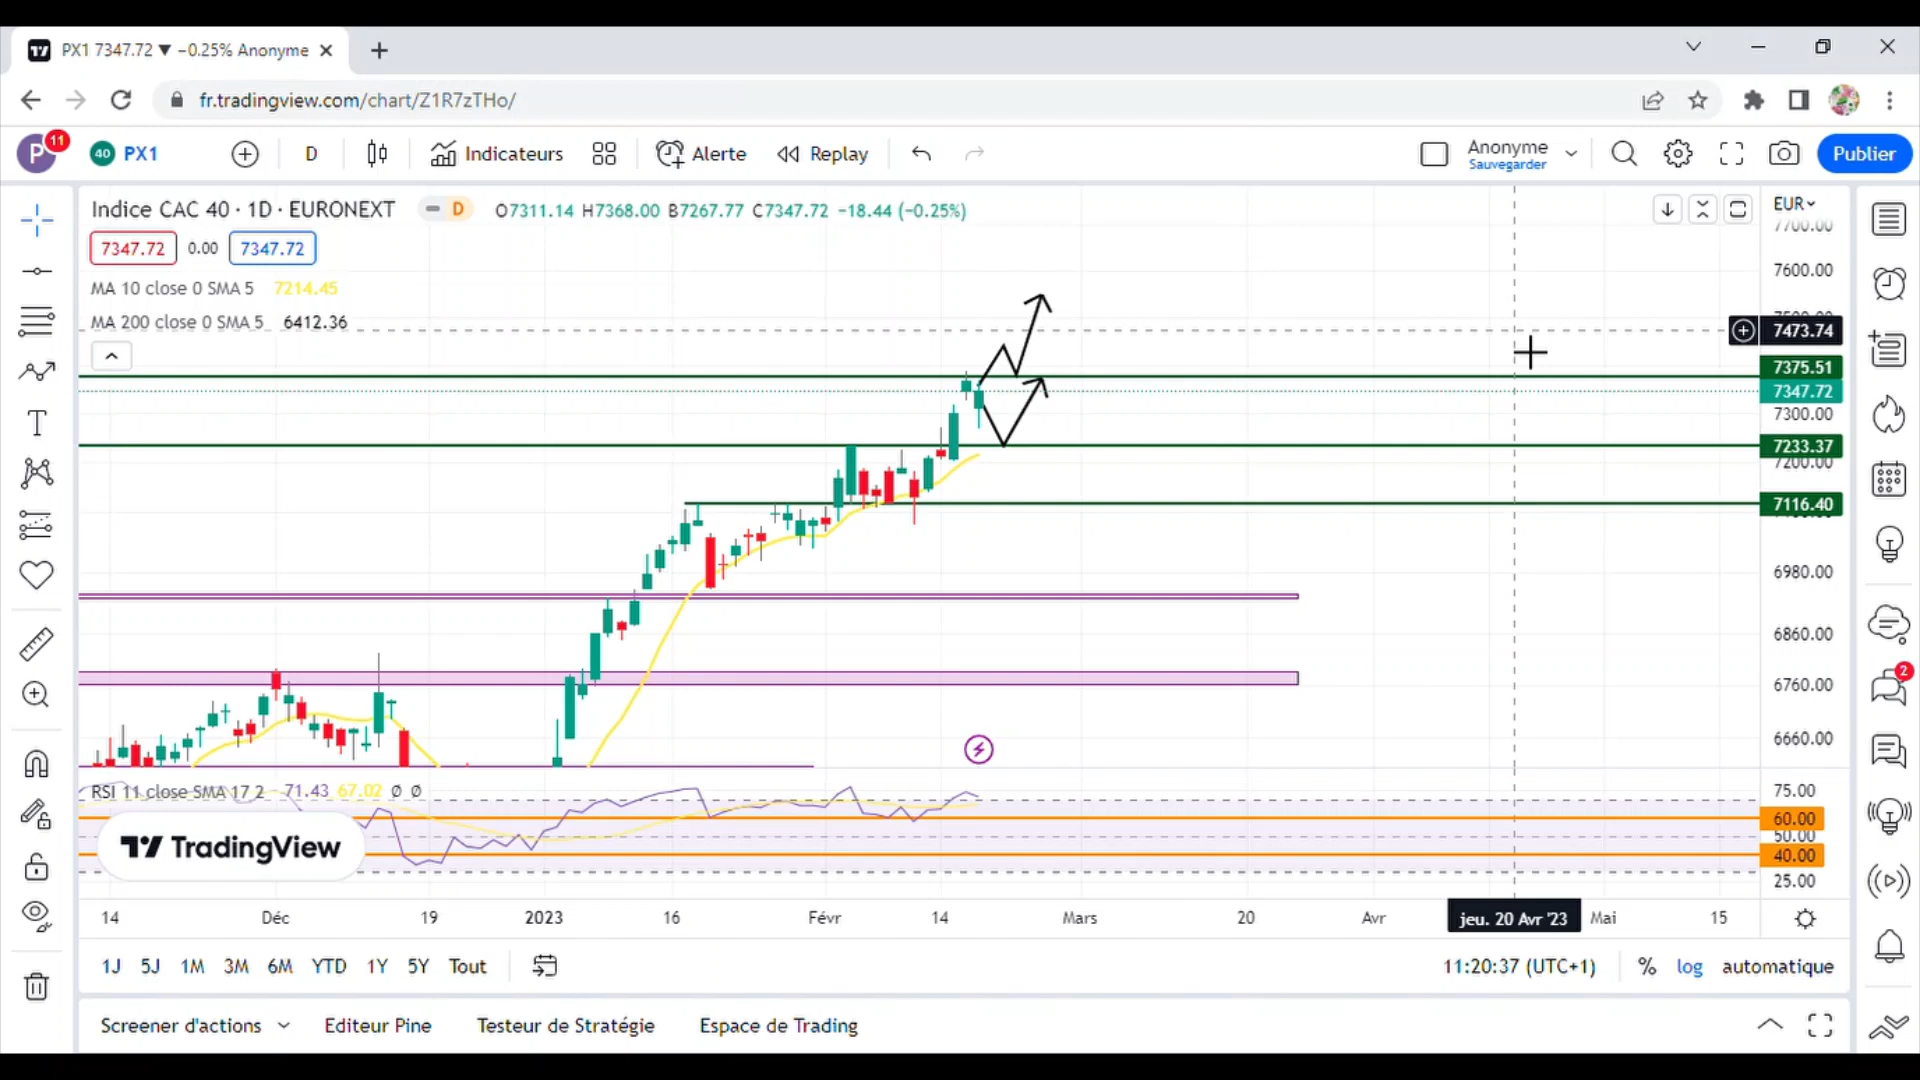 PX1 7347.72 ▼ −0.25% Anonyme
fr.tradingview.com/chart/Z1R7zTHo/
P 11 40 PX1 D Indicateurs Alerte Replay Anonyme Publier
Sauvegarder
Indice CAC 40 · 1D · EURONEXT D O7311.14 H7368.00 B7267.77 C7347.72 −18.44 (−0.25%) EUR
7700.00
7347.72 0.00 7347.72
7600.00
MA 10 close 0 SMA 5 7214.45
MA 200 close 0 SMA 5 6412.36
7473.74
7375.51
7347.72
7300.00
7233.37
7200.00
7116.40
6980.00
6860.00
2
6760.00
6660.00
RSI 11 close SMA 17 2 71.43 67.02 Ø Ø 75.00
60.00
50.00
TradingView
40.00
25.00
14 Déc 19 2023 16 Févr 14 Mars 20 Avr jeu. 20 Avr '23 Mai 15
1J 5J 1M 3M 6M YTD 1Y 5Y Tout 11:20:37 (UTC+1) % log automatique
Screener d'actions Editeur Pine Testeur de Stratégie Espace de Trading